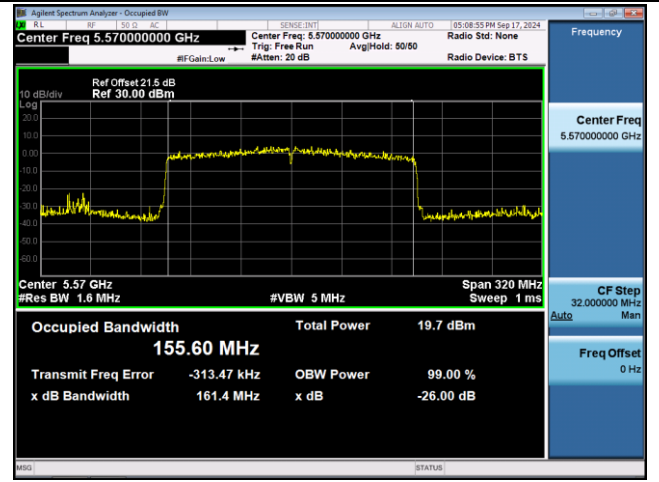 Agilent Spectrum Analyzer - Occupied BW
RL RF 50 Ω AC SENSE:INT ALIGN AUTO 05:08:55 PM Sep 17, 2024
Center Freq 5.570000000 GHz
Center Freq: 5.570000000 GHz
Radio Std: None
Trig: Free Run Avg|Hold: 50/50
#IFGain:Low #Atten: 20 dB Radio Device: BTS
Ref Offset 21.5 dB
10 dB/div Ref 30.00 dBm
Log
20.0
10.0
0.00
-10.0
-20.0
-30.0
-40.0
-50.0
-60.0
Center 5.57 GHz Span 320 MHz
#Res BW 1.6 MHz #VBW 5 MHz Sweep 1 ms
Occupied Bandwidth Total Power 19.7 dBm
155.60 MHz
Transmit Freq Error -313.47 kHz OBW Power 99.00 %
x dB Bandwidth 161.4 MHz x dB -26.00 dB
MSG STATUS
Frequency
Center Freq
5.570000000 GHz
CF Step
32.000000 MHz
Auto Man
Freq Offset
0 Hz